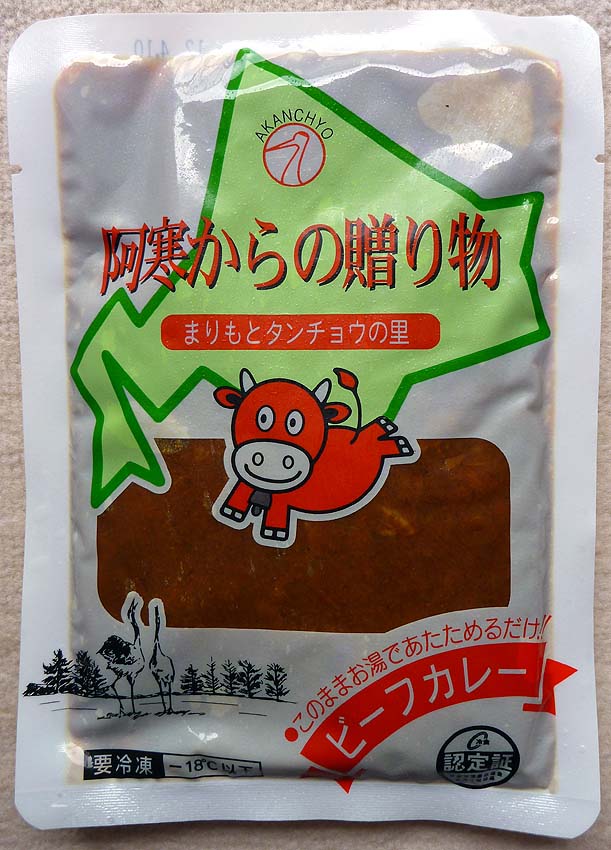 AKANCHYO
阿寒からの贈り物
まりもとタンチョウの里
●このままお湯であたためるだけ!!
ビーフカレー
要冷凍 －18℃以下
認定証